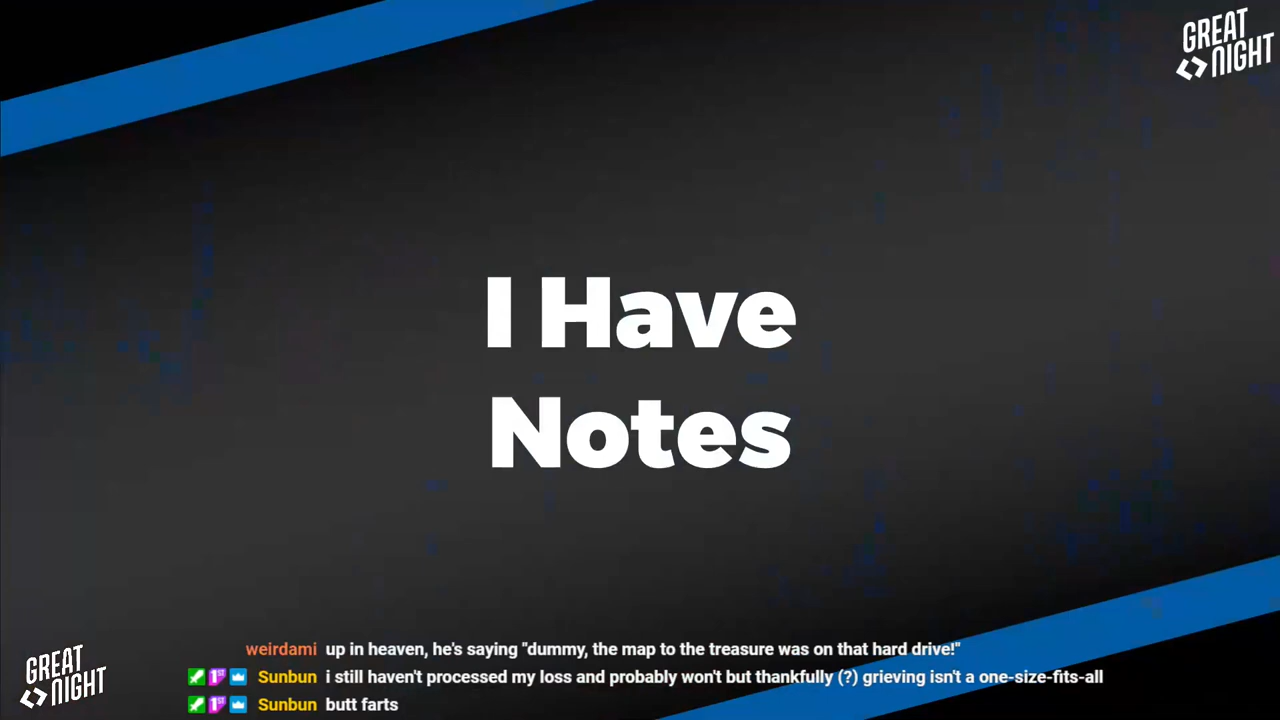 GREAT
NIGHT
I Have
Notes
GREAT
NIGHT
weirdami up in heaven, he's saying "dummy, the map to the treasure was on that hard drive!"
1st Sunbun i still haven't processed my loss and probably won't but thankfully (?) grieving isn't a one-size-fits-all
1st Sunbun butt farts